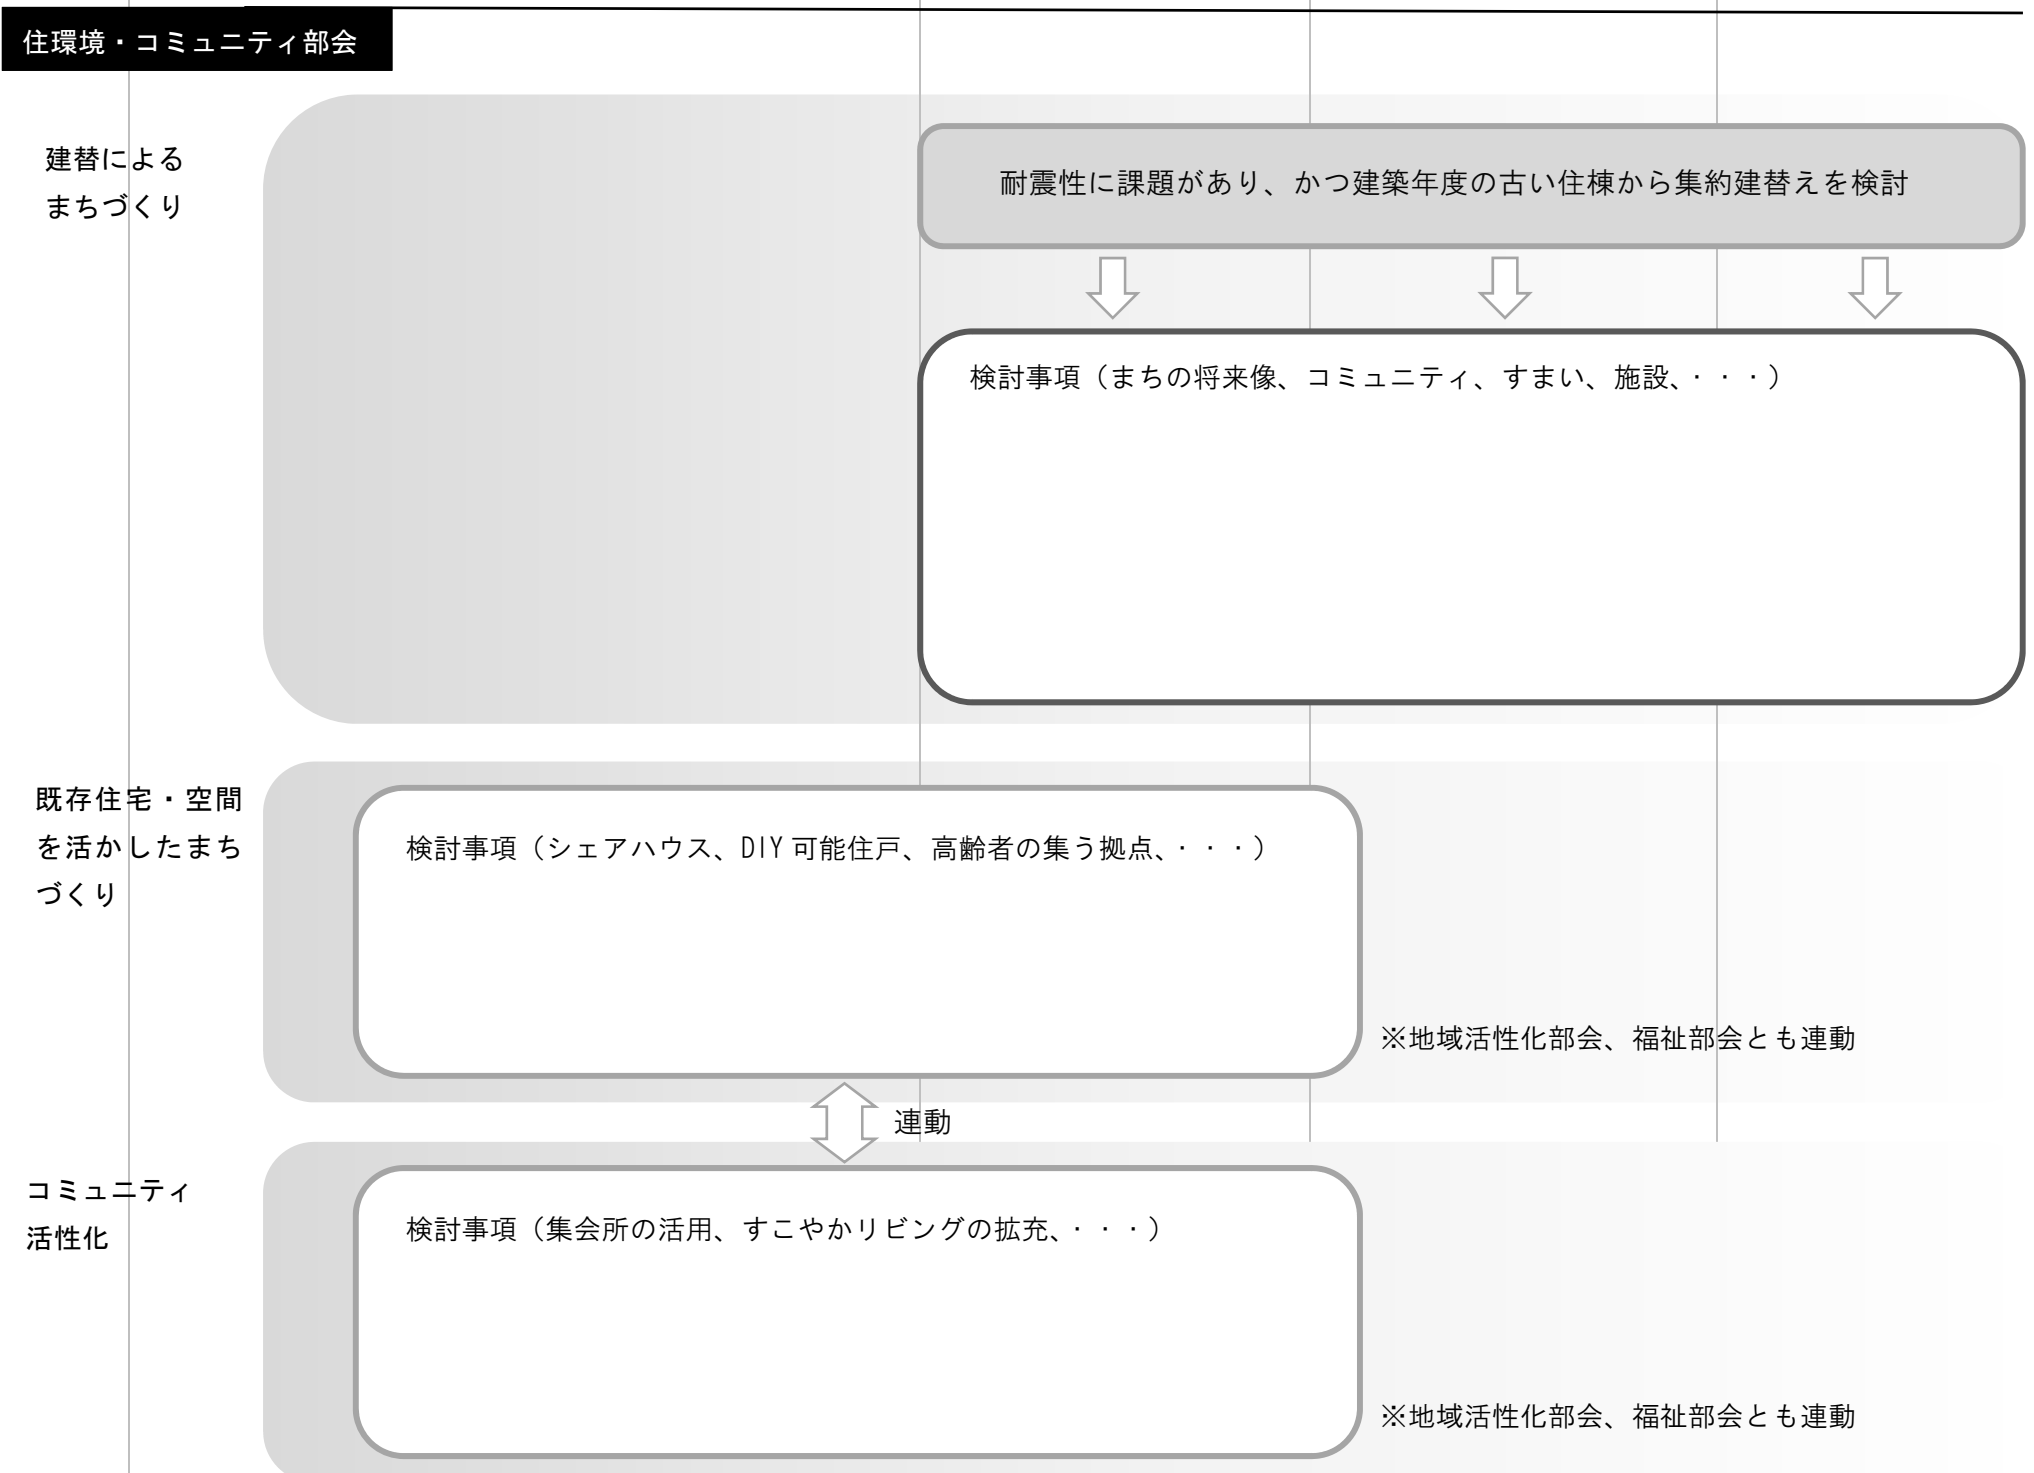 住環境・コミュニティ部会
建替による
まちづくり
耐震性に課題があり、かつ建築年度の古い住棟から集約建替えを検討
検討事項（まちの将来像、コミュニティ、すまい、施設、・・・）
既存住宅・空間
を活かしたまち
づくり
検討事項（シェアハウス、DIY可能住戸、高齢者の集う拠点、・・・）
※地域活性化部会、福祉部会とも連動
連動
コミュニティ
活性化
検討事項（集会所の活用、すこやかリビングの拡充、・・・）
※地域活性化部会、福祉部会とも連動